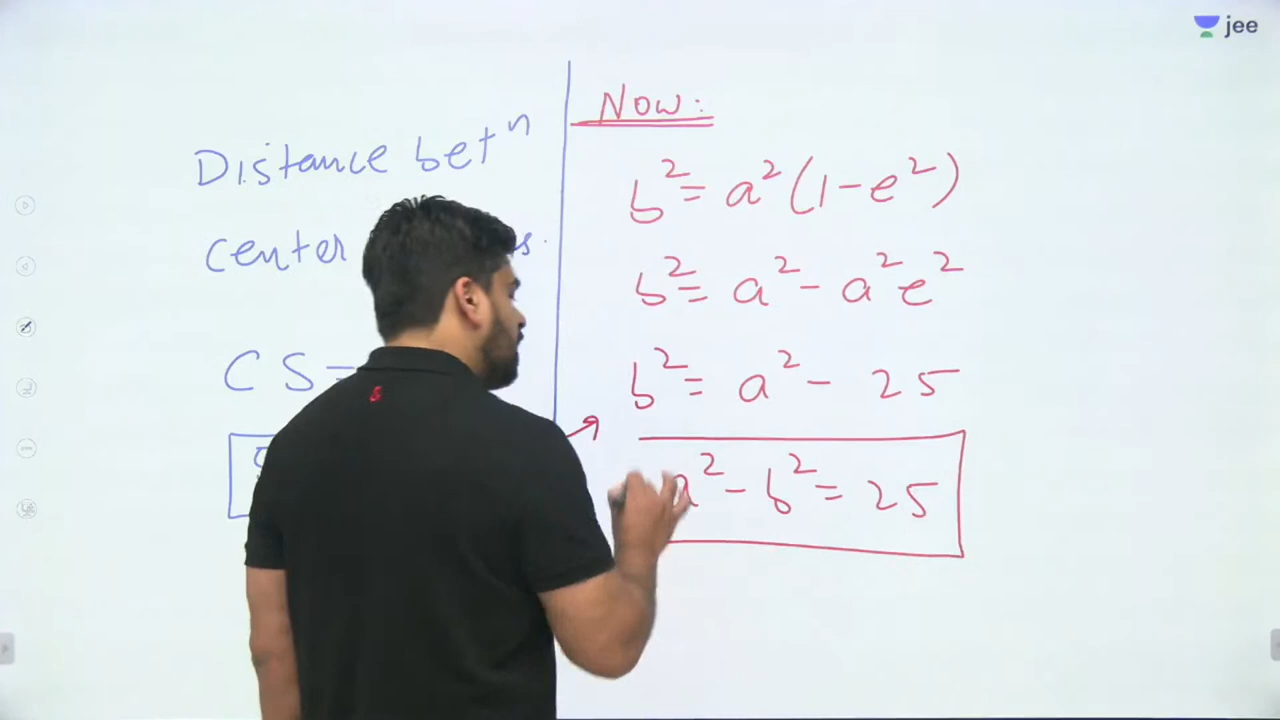 jee
Distance betⁿ
center
CS=
Now:
b² = a²(1-e²)
b² = a² - a²e²
b² = a² - 25
a² - b² = 25